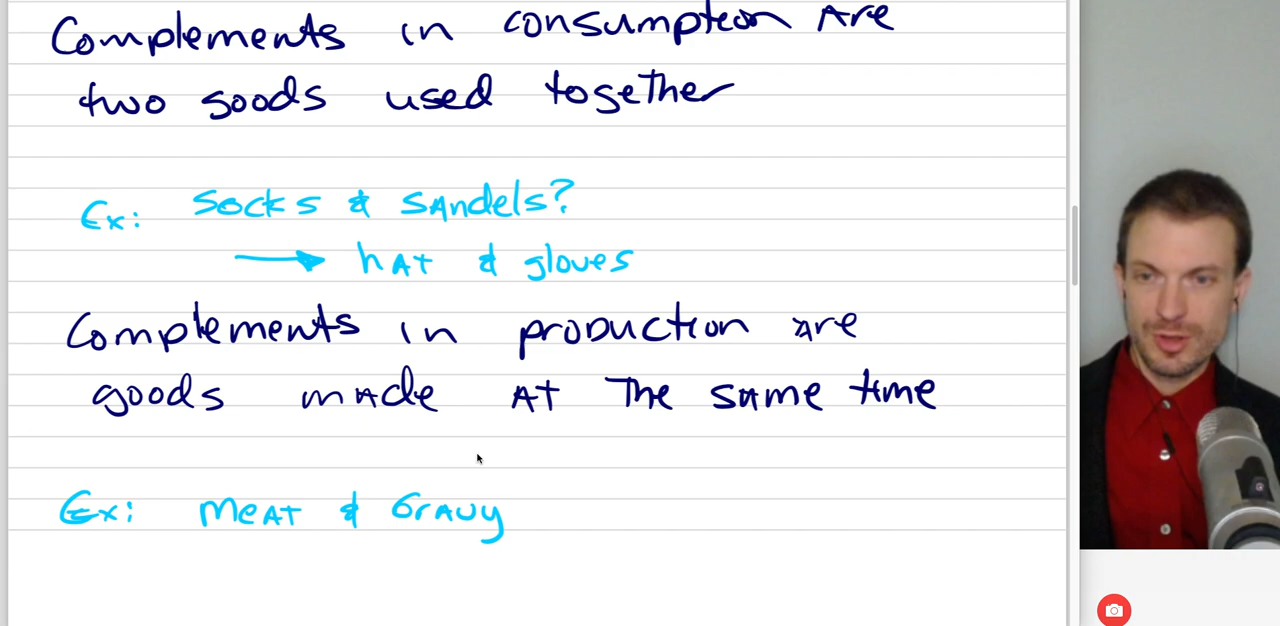 Complements in consumption Are
two goods used together
Ex: Socks & SAndels?
hAT & gloves
Complements in production are
goods made AT The same time
Ex: MeAT & Gravy